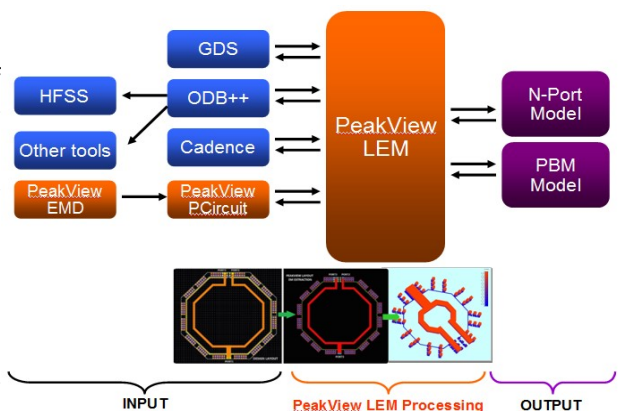 GDS
HFSS
ODB++
Other tools
Cadence
PeakView
EMD
PeakView
PCircuit
PeakView
LEM
N-Port
Model
PBM
Model
INPUT
PeakView LEM Processing
OUTPUT